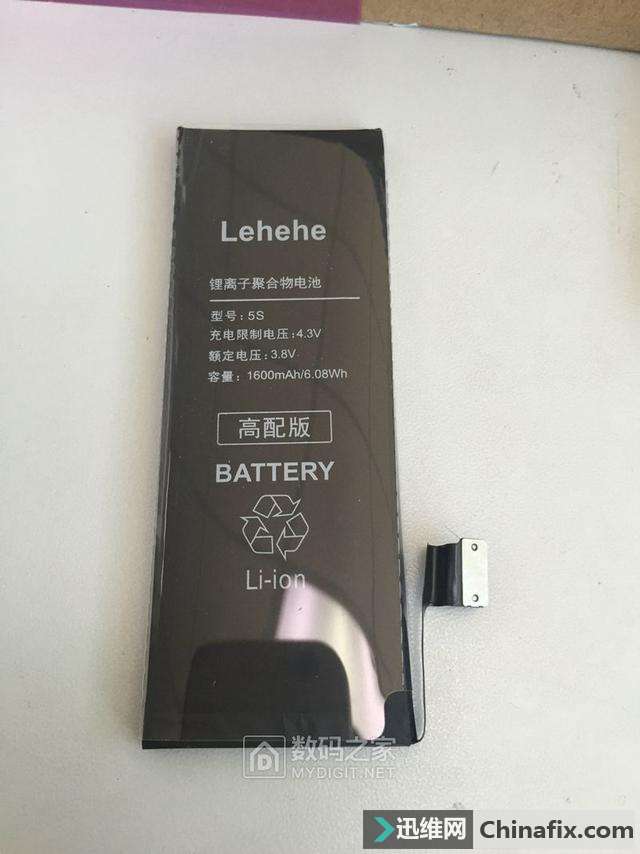 Lehehe
锂离子聚合物电池
型号:5S
充电限制电压:4.3V
额定电压:3.8V
容量:1600mAh/6.08Wh
高配版
BATTERY
Li-ion
数码之家
MYDIGIT.NET
迅维网 Chinafix.com